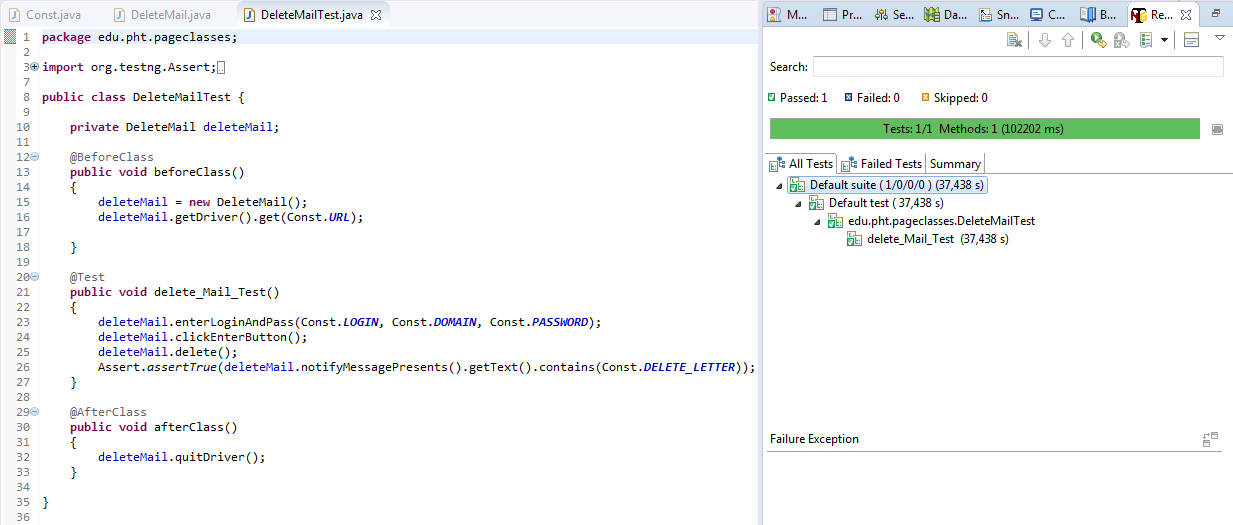 Const.java DeleteMail.java DeleteMailTest.java
1 package edu.pht.pageclasses;
2
3 import org.testng.Assert;
7
8 public class DeleteMailTest {
9
10 private DeleteMail deleteMail;
11
12 @BeforeClass
13 public void beforeClass()
14 {
15 deleteMail = new DeleteMail();
16 deleteMail.getDriver().get(Const.URL);
17
18 }
19
20 @Test
21 public void delete_Mail_Test()
22 {
23 deleteMail.enterLoginAndPass(Const.LOGIN, Const.DOMAIN, Const.PASSWORD);
24 deleteMail.clickEnterButton();
25 deleteMail.delete();
26 Assert.assertTrue(deleteMail.notifyMessagePresents().getText().contains(Const.DELETE_LETTER));
27 }
28
29 @AfterClass
30 public void afterClass()
31 {
32 deleteMail.quitDriver();
33 }
34
35 }
36
M... Pr... Se... Da... Sn... C... B... Re...
Search:
Passed: 1 Failed: 0 Skipped: 0
Tests: 1/1 Methods: 1 (102202 ms)
All Tests Failed Tests Summary
Default suite ( 1/0/0/0 ) (37,438 s)
Default test ( 37,438 s)
edu.pht.pageclasses.DeleteMailTest
delete_Mail_Test (37,438 s)
Failure Exception